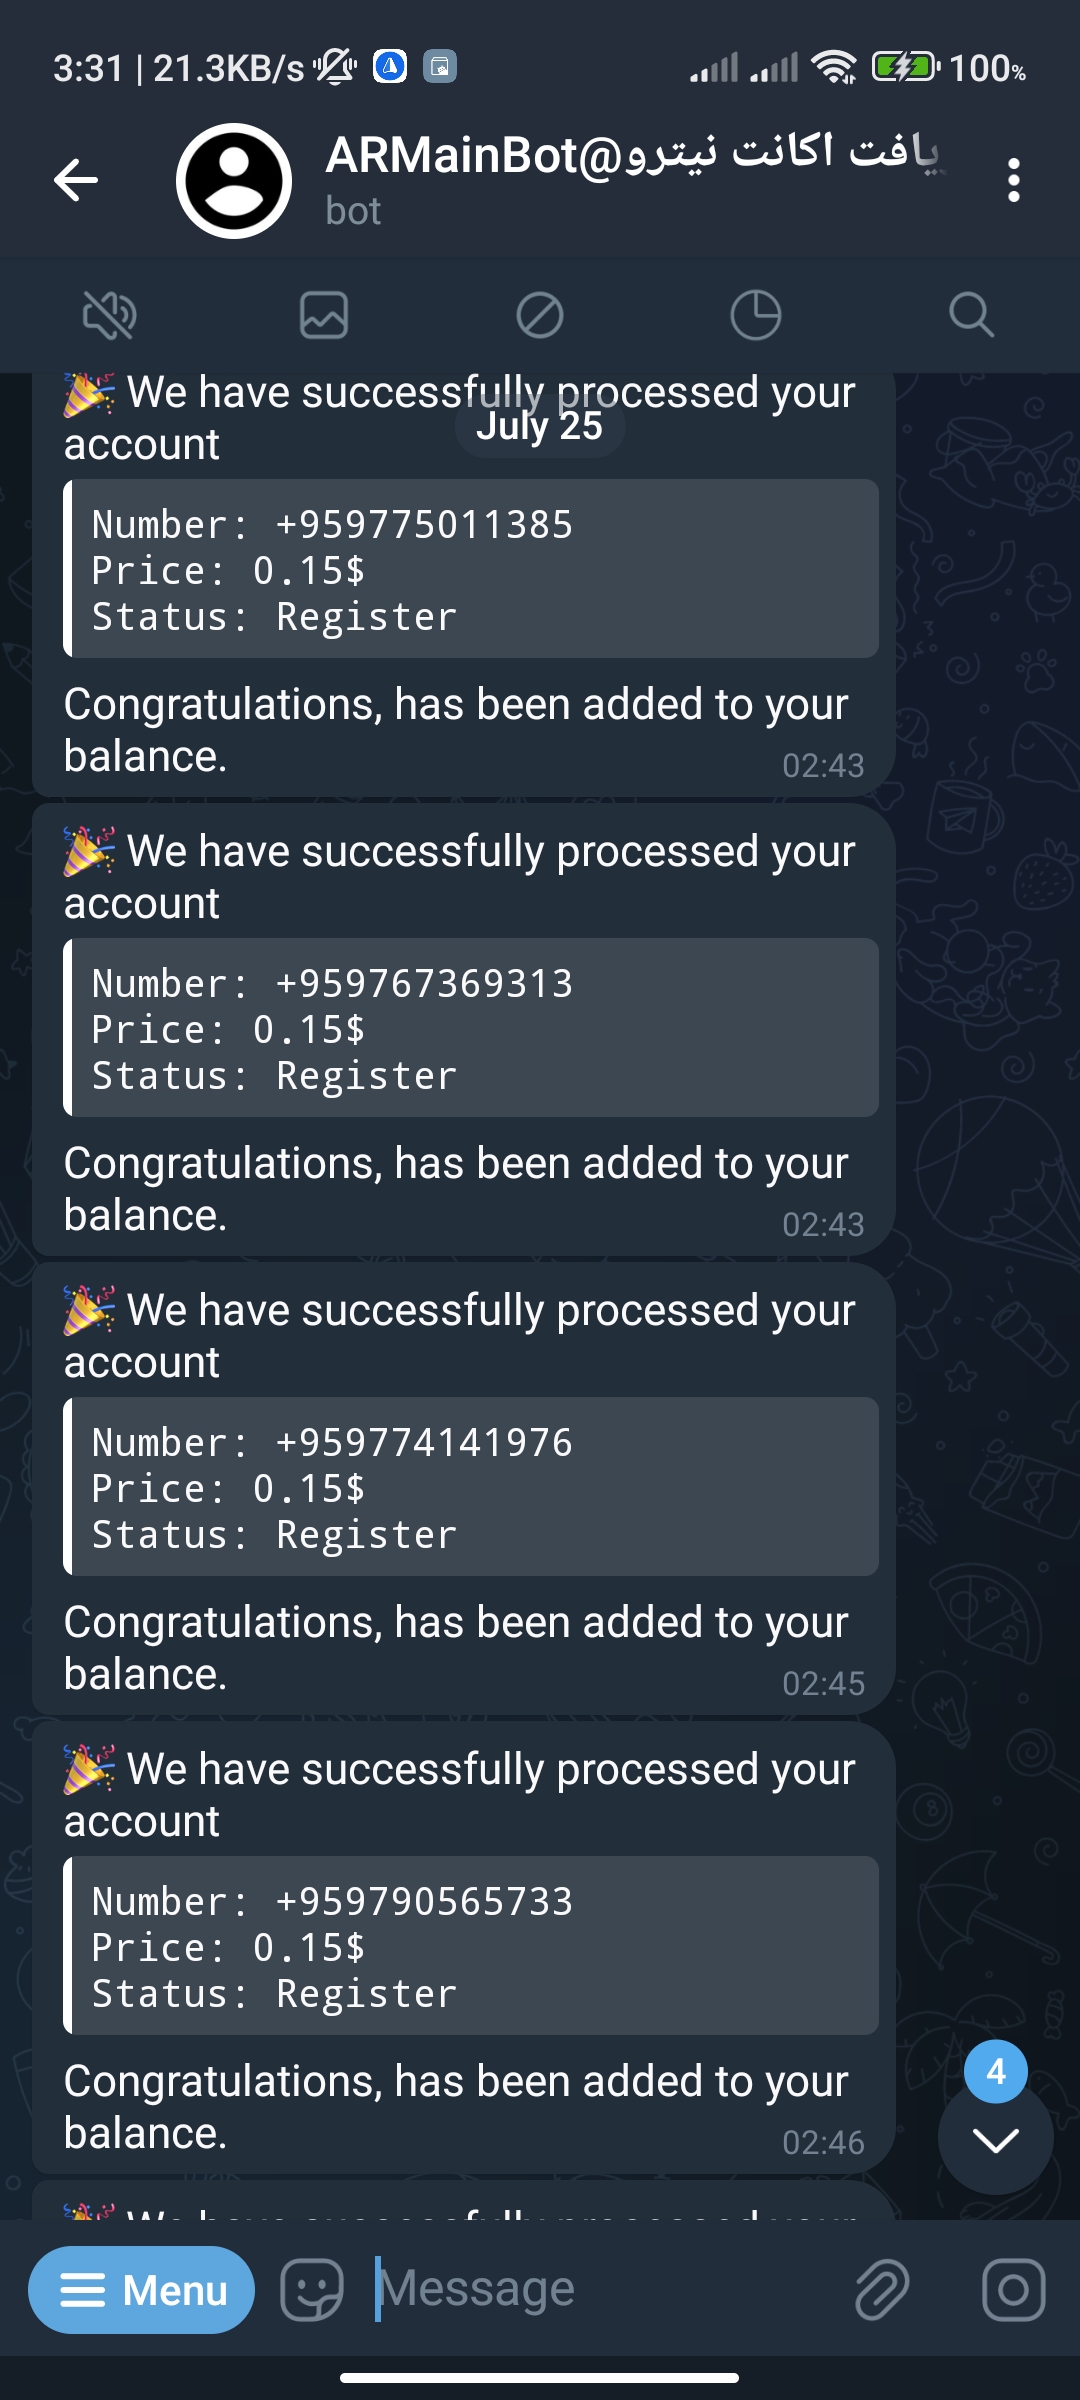 3:31 | 21.3KB/s
100%
ARMainBot@یافت اکانت نیترو
bot
🎉 We have successfully processed your
account
July 25
Number: +959775011385
Price: 0.15$
Status: Register
Congratulations, has been added to your
balance.
02:43
🎉 We have successfully processed your
account
Number: +959767369313
Price: 0.15$
Status: Register
Congratulations, has been added to your
balance.
02:43
🎉 We have successfully processed your
account
Number: +959774141976
Price: 0.15$
Status: Register
Congratulations, has been added to your
balance.
02:45
🎉 We have successfully processed your
account
Number: +959790565733
Price: 0.15$
Status: Register
Congratulations, has been added to your
balance.
02:46
4
Menu
Message